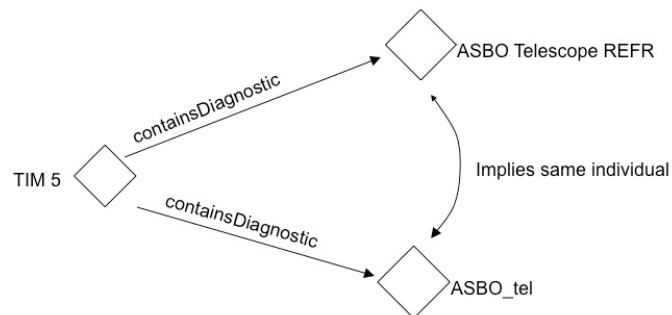 ASBO Telescope REFR
containsDiagnostic
TIM 5
Implies same individual
containsDiagnostic
ASBO_tel